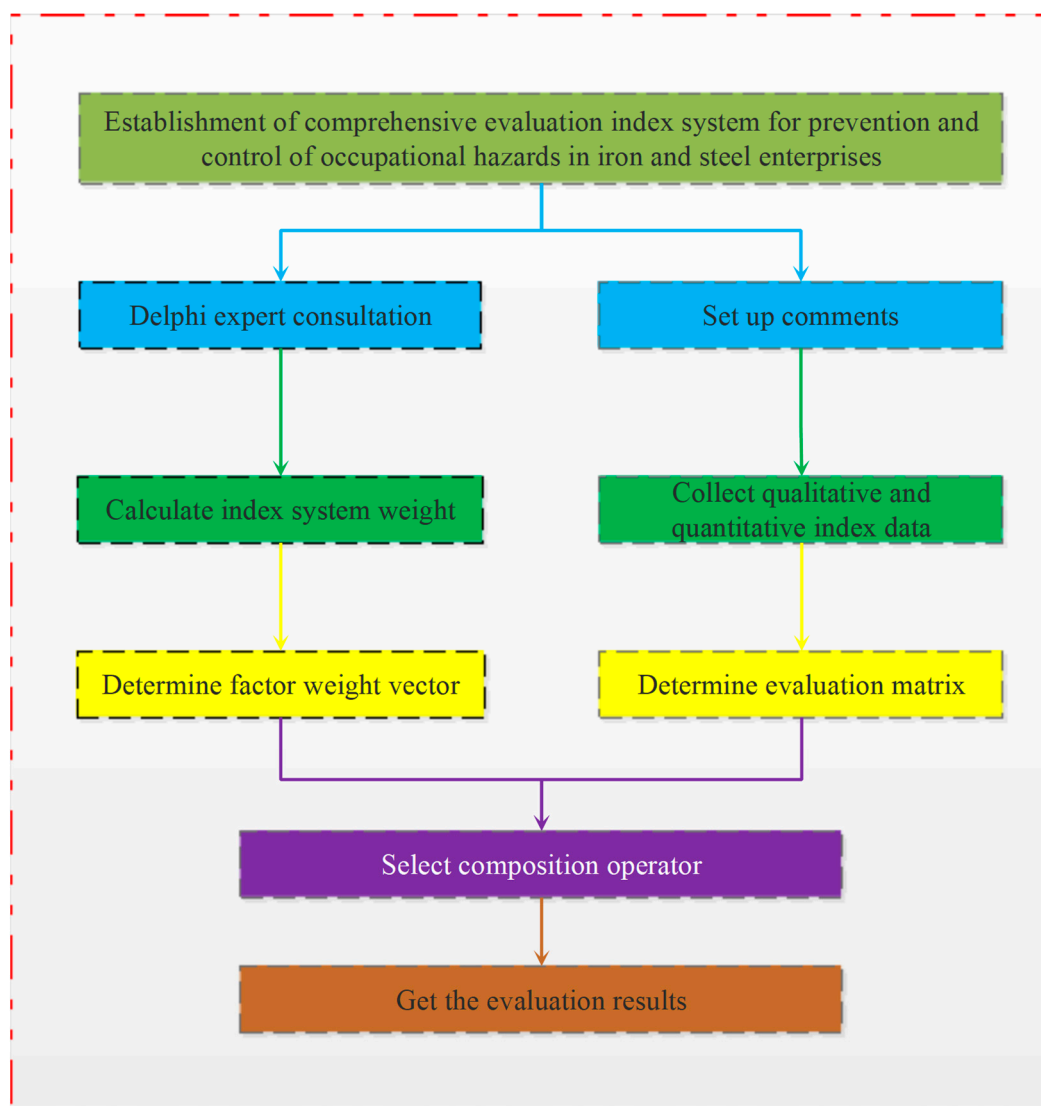 Establishment of comprehensive evaluation index system for prevention and
control of occupational hazards in iron and steel enterprises
Delphi expert consultation
Set up comments
Calculate index system weight
Collect qualitative and
quantitative index data
Determine factor weight vector
Determine evaluation matrix
Select composition operator
Get the evaluation results